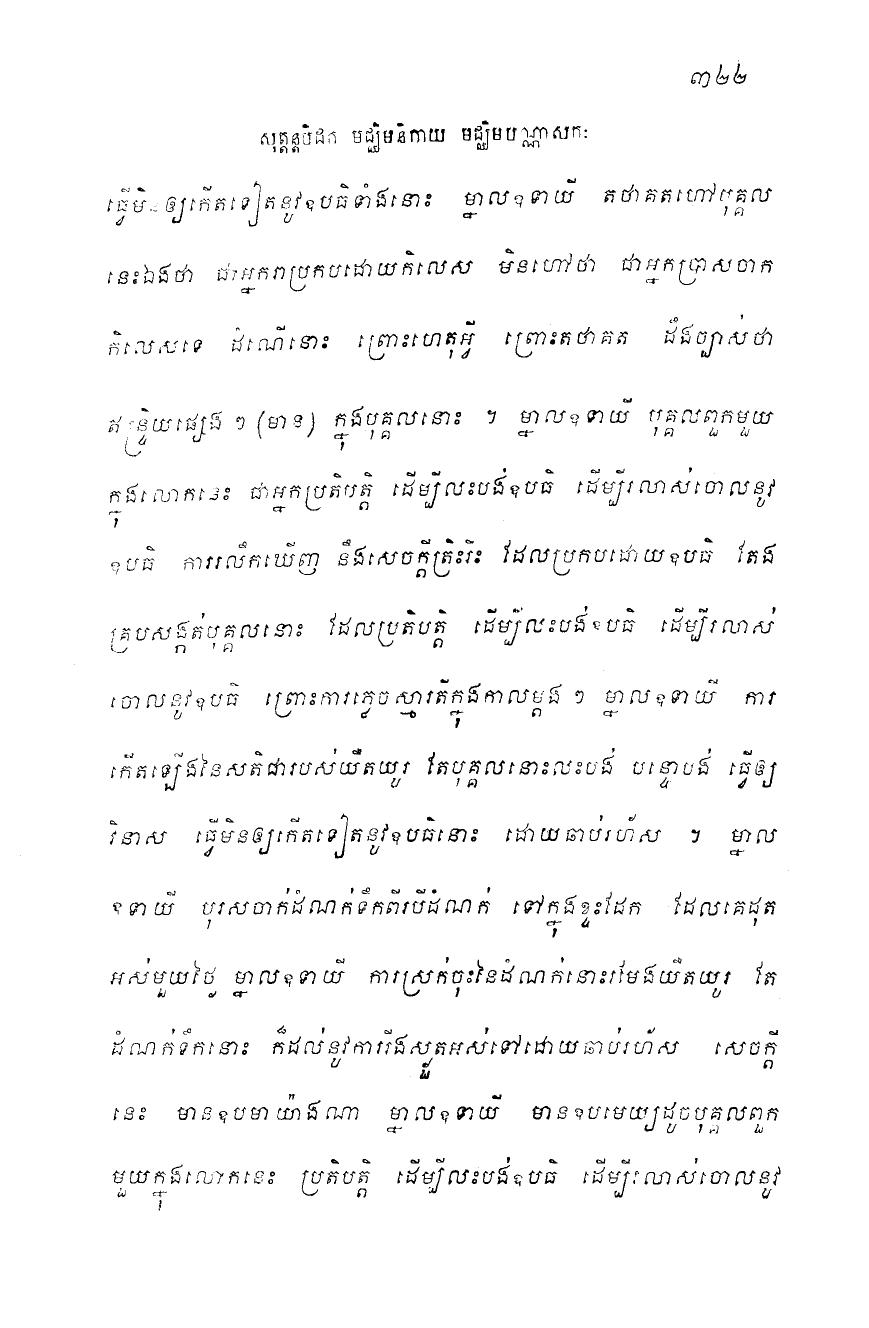 ៣២២
សុត្តន្តបិដក មជ្ឈិមនិកាយ មជ្ឈិមបណ្ណាសកៈ
ធ្វើមិនឲ្យកើតទៀតនូវឧបធិទាំងនោះ ម្នាលឧទាយី តថាគតហៅបុគ្គល
នេះឯងថា ជាអ្នកប្រកបដោយកិលេស មិនហៅថា ជាអ្នកប្រាសចាក
កិលេសទេ ដំណើនោះ ព្រោះហេតុអ្វី ព្រោះតថាគត ដឹងច្បាស់ថា
ឥន្ទ្រិយផ្សេង ៗ (មាន) ក្នុងបុគ្គលនោះ ។ ម្នាលឧទាយី បុគ្គលពួកមួយ
ក្នុងលោកនេះ ជាអ្នកប្រតិបត្តិ ដើម្បីលះបង់ឧបធិ ដើម្បីរលាស់ចោលនូវ
ឧបធិ ការរលឹកឃើញ នឹងសេចក្តីត្រិះរិះ ដែលប្រកបដោយឧបធិ តែង
គ្របសង្កត់បុគ្គលនោះ ដែលប្រតិបត្តិ ដើម្បីលះបង់ឧបធិ ដើម្បីរលាស់
ចោលនូវឧបធិ ព្រោះការភ្លេចស្មារតីក្នុងកាលម្តង ៗ ម្នាលឧទាយី ការ
កើតឡើងនៃសតិជារបស់យឺតយូរ តែបុគ្គលនោះលះបង់ បន្ទោបង់ ធ្វើឲ្យ
វិនាស ធ្វើមិនឲ្យកើតទៀតនូវឧបធិនោះ ដោយឆាប់រហ័ស ។ ម្នាល
ឧទាយី បុរសចាក់ដំណក់ទឹកពីរបីដំណក់ ទៅក្នុងខ្ទះដែក ដែលគេដុត
អស់មួយថ្ងៃ ម្នាលឧទាយី ការស្រក់ចុះនៃដំណក់នោះរមែងយឺតយូរ តែ
ដំណក់ទឹកនោះ ក៏ដល់នូវការរីងស្ងួតអស់ទៅដោយឆាប់រហ័ស សេចក្តី
នេះ មានឧបមាយ៉ាងណា ម្នាលឧទាយី មានឧបមេយ្យដូចបុគ្គលពួក
មួយក្នុងលោកនេះ ប្រតិបត្តិ ដើម្បីលះបង់ឧបធិ ដើម្បីរលាស់ចោលនូវ